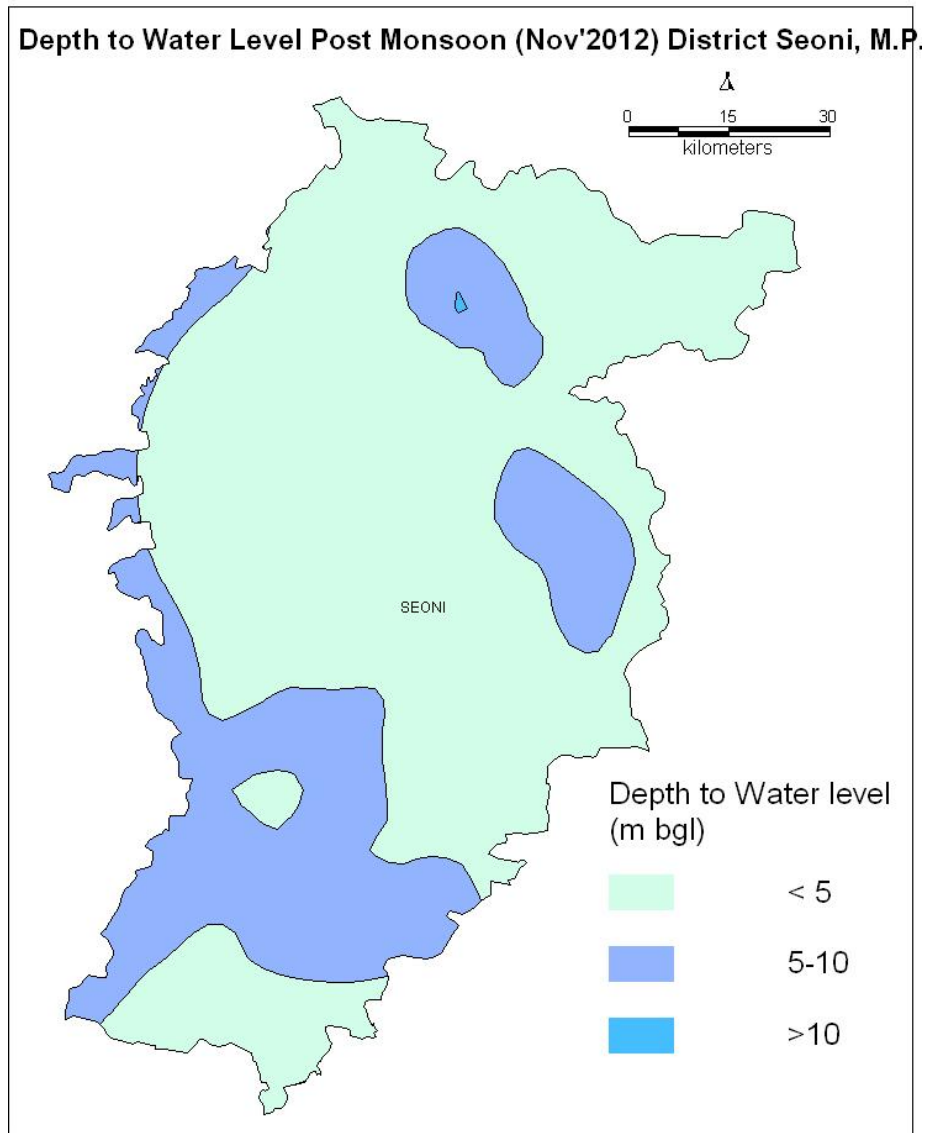 Depth to Water Level Post Monsoon (Nov'2012) District Seoni, M.P.
0 15 30
kilometers
SEONI
Depth to Water level
(m bgl)
< 5
5-10
>10